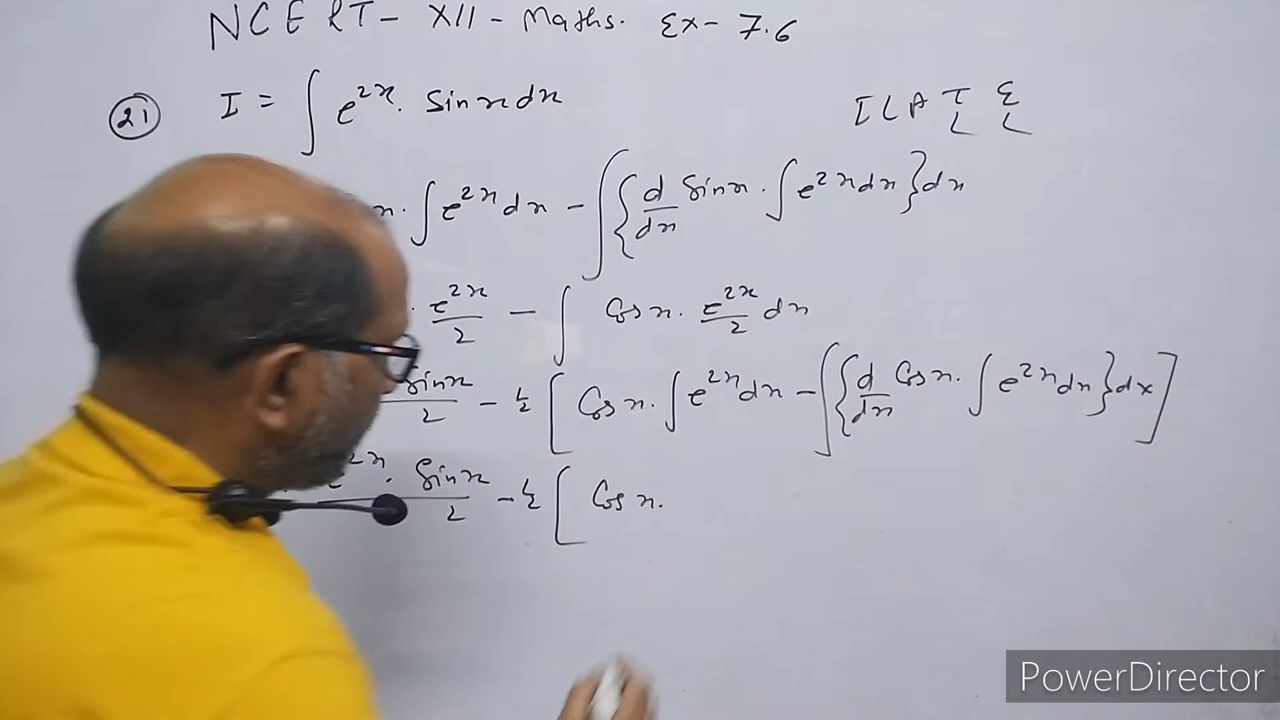 NCERT - XII - Maths. Ex - 7.6
(21) I = ∫ e^{2x}. Sin x dx
I L A T E
x. ∫ e^{2x} dx - ∫ { d/dx Sin x . ∫ e^{2x} dx } dx
. e^{2x}/2 - ∫ Cos x. e^{2x}/2 dx
Sin x/2 - 1/2 [ Cos x. ∫ e^{2x} dx - ∫ { d/dx Cos x. ∫ e^{2x} dx } dx ]
e^{2x}. Sin x/2 - 1/2 [ Cos x.
PowerDirector